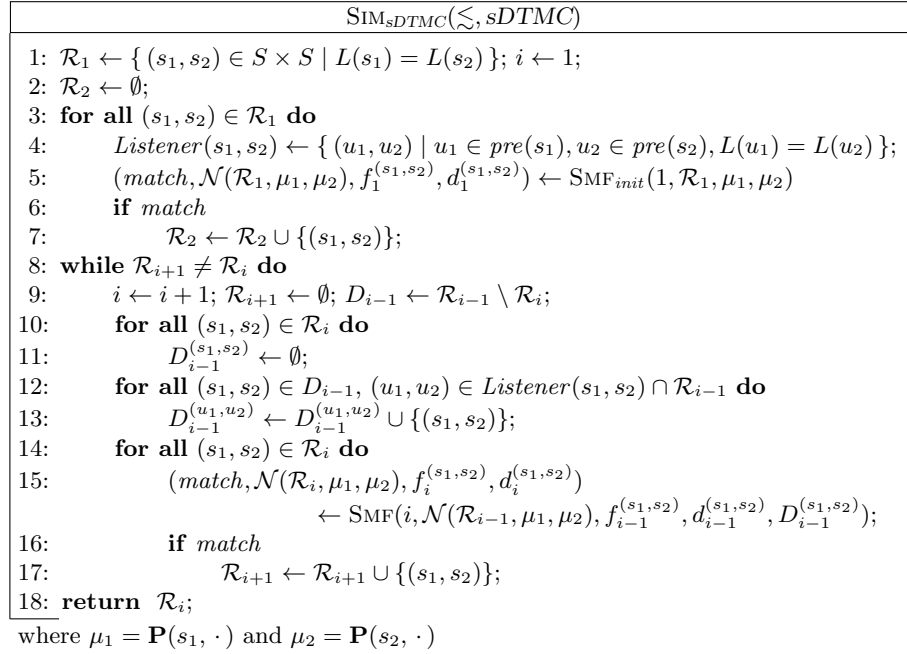 SIM_{sDTMC}(≾, sDTMC)
1: R_1 ← { (s_1, s_2) ∈ S × S | L(s_1) = L(s_2) }; i ← 1;
2: R_2 ← ∅;
3: for all (s_1, s_2) ∈ R_1 do
4: Listener(s_1, s_2) ← { (u_1, u_2) | u_1 ∈ pre(s_1), u_2 ∈ pre(s_2), L(u_1) = L(u_2) };
5: (match, N(R_1, μ_1, μ_2), f_1^{(s_1,s_2)}, d_1^{(s_1,s_2)}) ← SMF_{init}(1, R_1, μ_1, μ_2)
6: if match
7: R_2 ← R_2 ∪ {(s_1, s_2)};
8: while R_{i+1} ≠ R_i do
9: i ← i + 1; R_{i+1} ← ∅; D_{i−1} ← R_{i−1} \ R_i;
10: for all (s_1, s_2) ∈ R_i do
11: D_{i−1}^{(s_1,s_2)} ← ∅;
12: for all (s_1, s_2) ∈ D_{i−1}, (u_1, u_2) ∈ Listener(s_1, s_2) ∩ R_{i−1} do
13: D_{i−1}^{(u_1,u_2)} ← D_{i−1}^{(u_1,u_2)} ∪ {(s_1, s_2)};
14: for all (s_1, s_2) ∈ R_i do
15: (match, N(R_i, μ_1, μ_2), f_i^{(s_1,s_2)}, d_i^{(s_1,s_2)})
← SMF(i, N(R_{i−1}, μ_1, μ_2), f_{i−1}^{(s_1,s_2)}, d_{i−1}^{(s_1,s_2)}, D_{i−1}^{(s_1,s_2)});
16: if match
17: R_{i+1} ← R_{i+1} ∪ {(s_1, s_2)};
18: return R_i;
where μ_1 = P(s_1, ·) and μ_2 = P(s_2, ·)